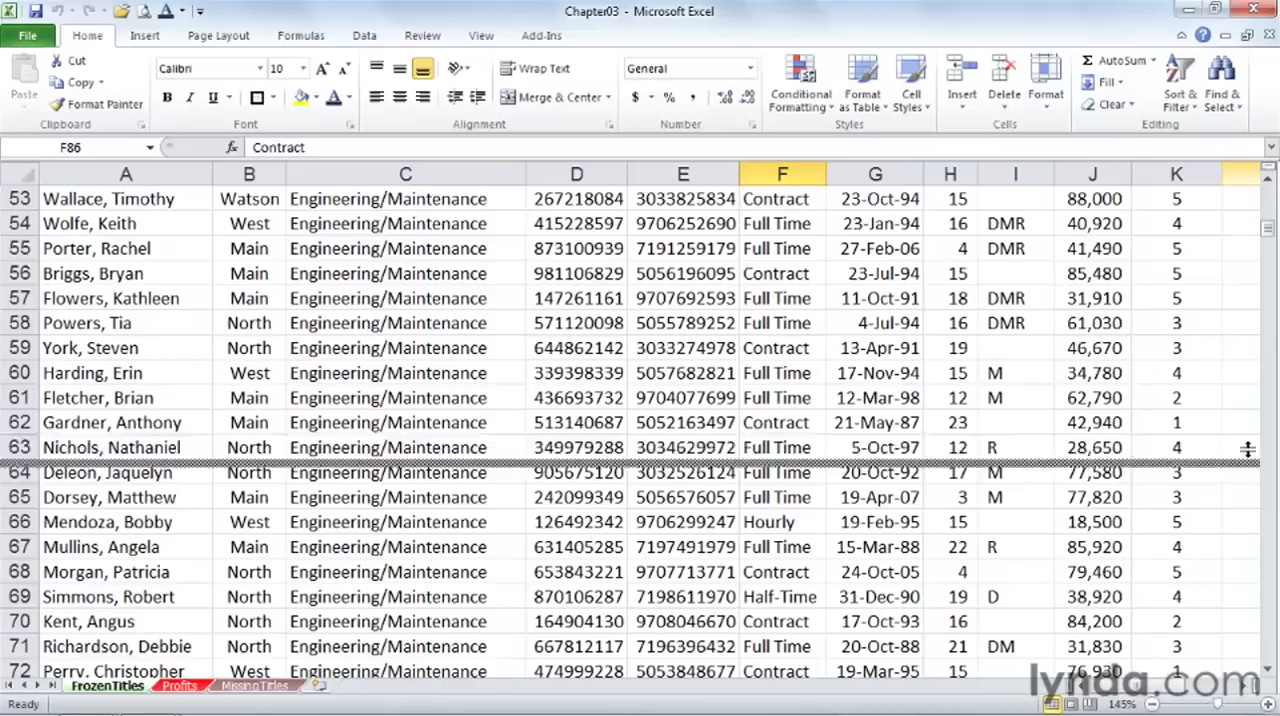 Chapter03 - Microsoft Excel
File Home Insert Page Layout Formulas Data Review View Add-Ins
Paste Cut Copy Format Painter Clipboard
Calibri 10 A A B I U A Font
Wrap Text Merge & Center Alignment
General $ % , .0 .00 .00 .0 Number
Conditional Formatting Format as Table Cell Styles Styles
Insert Delete Format Cells
Σ AutoSum Fill Clear Sort & Filter Find & Select Editing
F86 fx Contract
A B C D E F G H I J K
53 Wallace, Timothy Watson Engineering/Maintenance 267218084 3033825834 Contract 23-Oct-94 15 88,000 5
54 Wolfe, Keith West Engineering/Maintenance 415228597 9706252690 Full Time 23-Jan-94 16 DMR 40,920 4
55 Porter, Rachel Main Engineering/Maintenance 873100939 7191259179 Full Time 27-Feb-06 4 DMR 41,490 5
56 Briggs, Bryan Main Engineering/Maintenance 981106829 5056196095 Contract 23-Jul-94 15 85,480 5
57 Flowers, Kathleen Main Engineering/Maintenance 147261161 9707692593 Full Time 11-Oct-91 18 DMR 31,910 5
58 Powers, Tia North Engineering/Maintenance 571120098 5055789252 Full Time 4-Jul-94 16 DMR 61,030 3
59 York, Steven North Engineering/Maintenance 644862142 3033274978 Contract 13-Apr-91 19 46,670 3
60 Harding, Erin West Engineering/Maintenance 339398339 5057682821 Full Time 17-Nov-94 15 M 34,780 4
61 Fletcher, Brian Main Engineering/Maintenance 436693732 9704077699 Full Time 12-Mar-98 12 M 62,790 2
62 Gardner, Anthony Main Engineering/Maintenance 513140687 5052163497 Contract 21-May-87 23 42,940 1
63 Nichols, Nathaniel North Engineering/Maintenance 349979288 3034629972 Full Time 5-Oct-97 12 R 28,650 4
64 Deleon, Jaquelyn North Engineering/Maintenance 905675120 3032526124 Full Time 20-Oct-92 17 M 77,580 3
65 Dorsey, Matthew Main Engineering/Maintenance 242099349 5056576057 Full Time 19-Apr-07 3 M 77,820 3
66 Mendoza, Bobby West Engineering/Maintenance 126492342 9706299247 Hourly 19-Feb-95 15 18,500 5
67 Mullins, Angela Main Engineering/Maintenance 631405285 7197491979 Full Time 15-Mar-88 22 R 85,920 4
68 Morgan, Patricia North Engineering/Maintenance 653843221 9707713771 Contract 24-Oct-05 4 79,460 5
69 Simmons, Robert North Engineering/Maintenance 870106287 7198611970 Half-Time 31-Dec-90 19 D 38,920 4
70 Kent, Angus North Engineering/Maintenance 164904130 9708046670 Contract 17-Oct-93 16 84,200 2
71 Richardson, Debbie North Engineering/Maintenance 667812117 7196396432 Full Time 20-Oct-88 21 DM 31,830 3
72 Perry, Christopher West Engineering/Maintenance 474999228 5053848677 Contract 19-Mar-95 15 76,930 1
FrozenTitles Profits MissingTitles
lynda.com
Ready 145%